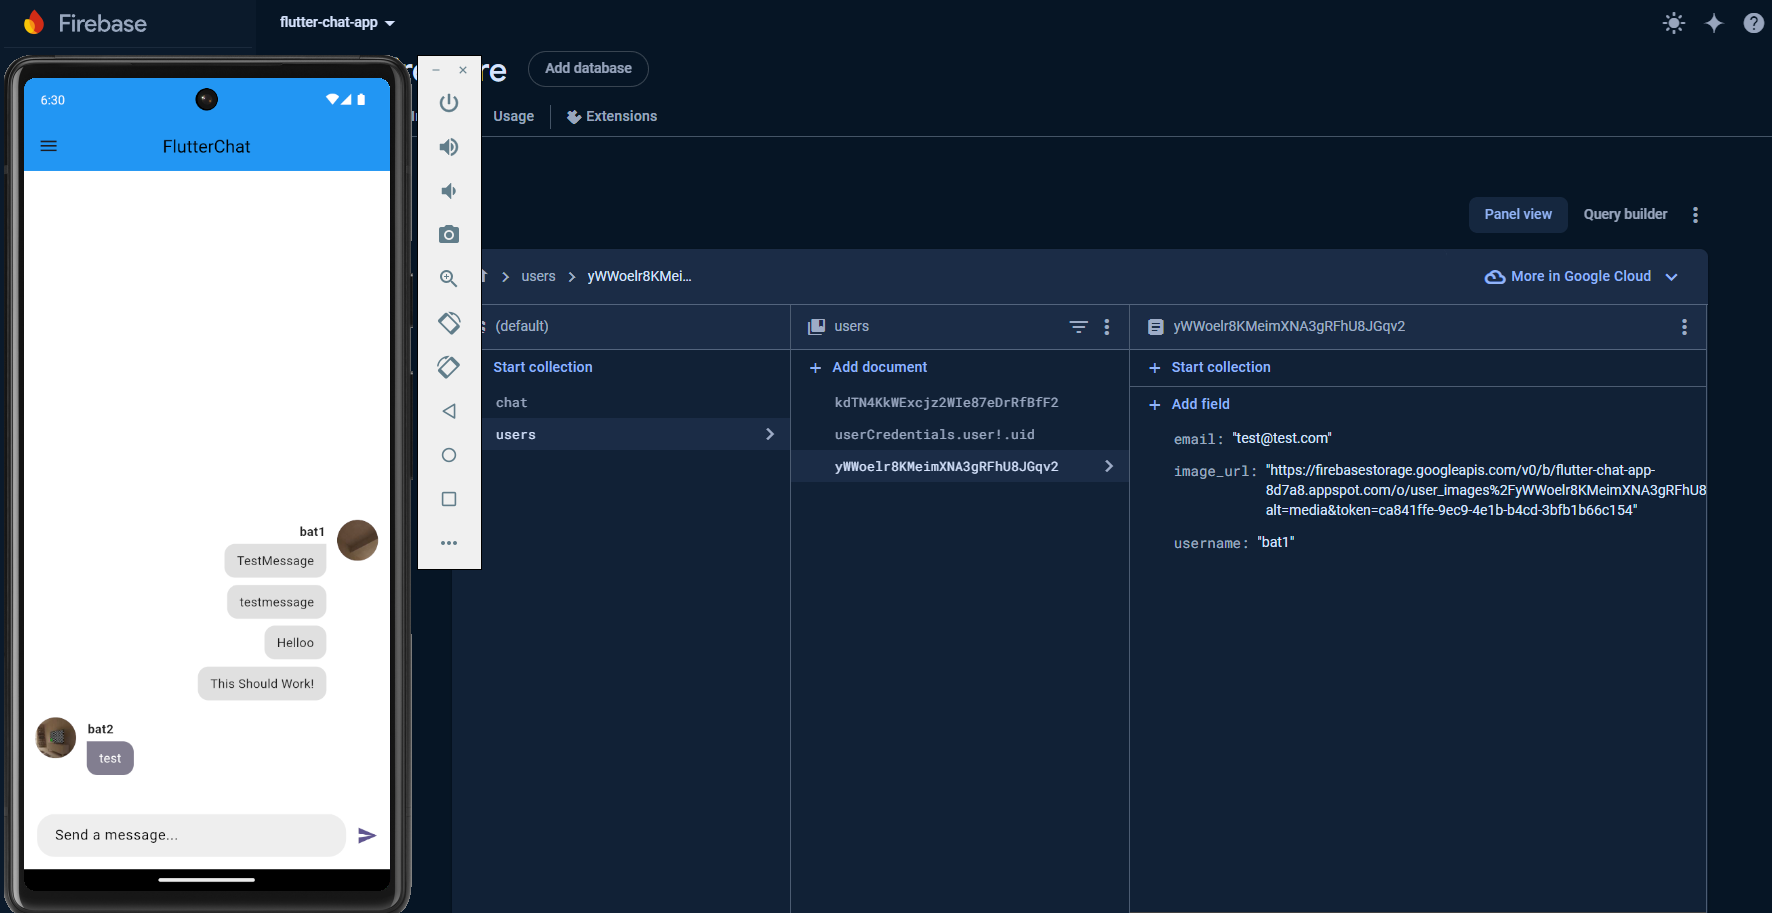 Firebase
flutter-chat-app
Add database
Usage
Extensions
6:30
FlutterChat
bat1
TestMessage
testmessage
Helloo
This Should Work!
bat2
test
Send a message...
Panel view
Query builder
users
yWWoelr8KMei...
More in Google Cloud
(default)
Start collection
chat
users
users
Add document
kdTN4KkWExcjz2WIe87eDrRfBfF2
userCredentials.user!.uid
yWWoelr8KMeimXNA3gRFhU8JGqv2
yWWoelr8KMeimXNA3gRFhU8JGqv2
Start collection
Add field
email: "test@test.com"
image_url: "https://firebasestorage.googleapis.com/v0/b/flutter-chat-app-
8d7a8.appspot.com/o/user_images%2FyWWoelr8KMeimXNA3gRFhU8
alt=media&token=ca841ffe-9ec9-4e1b-b4cd-3bfb1b66c154"
username: "bat1"